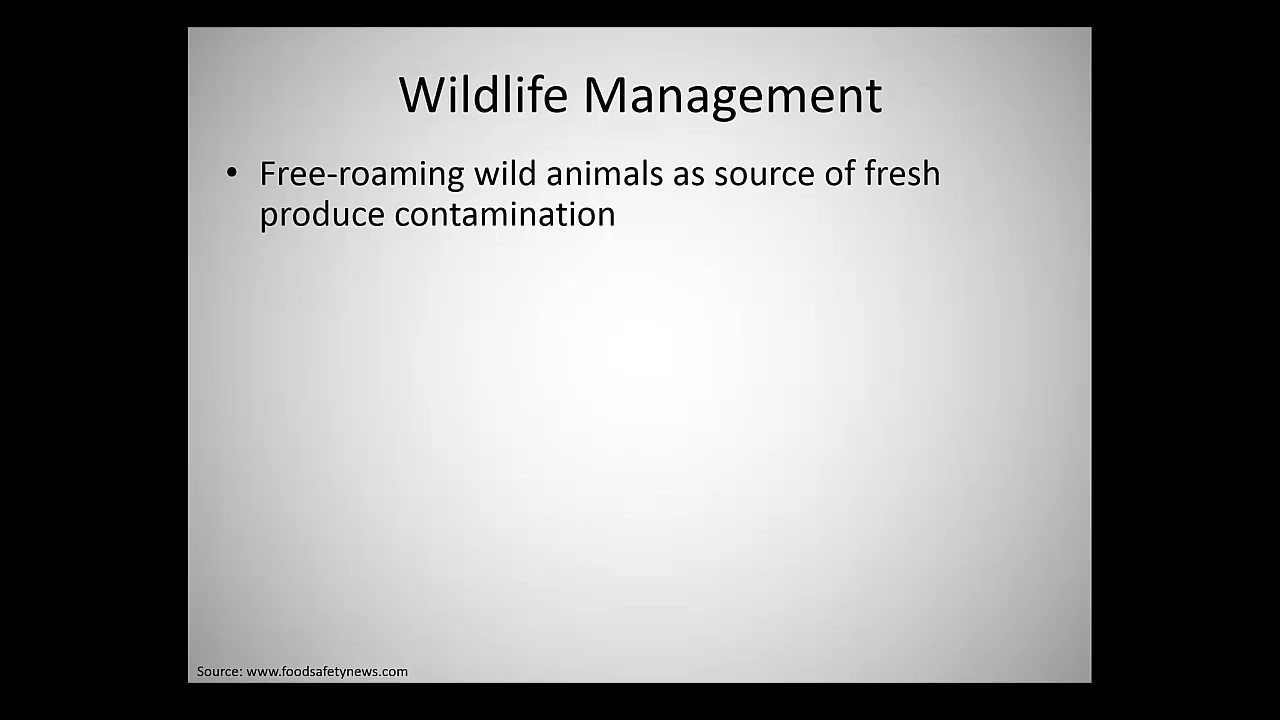 Wildlife Management
• Free-roaming wild animals as source of fresh
produce contamination
Source: www.foodsafetynews.com